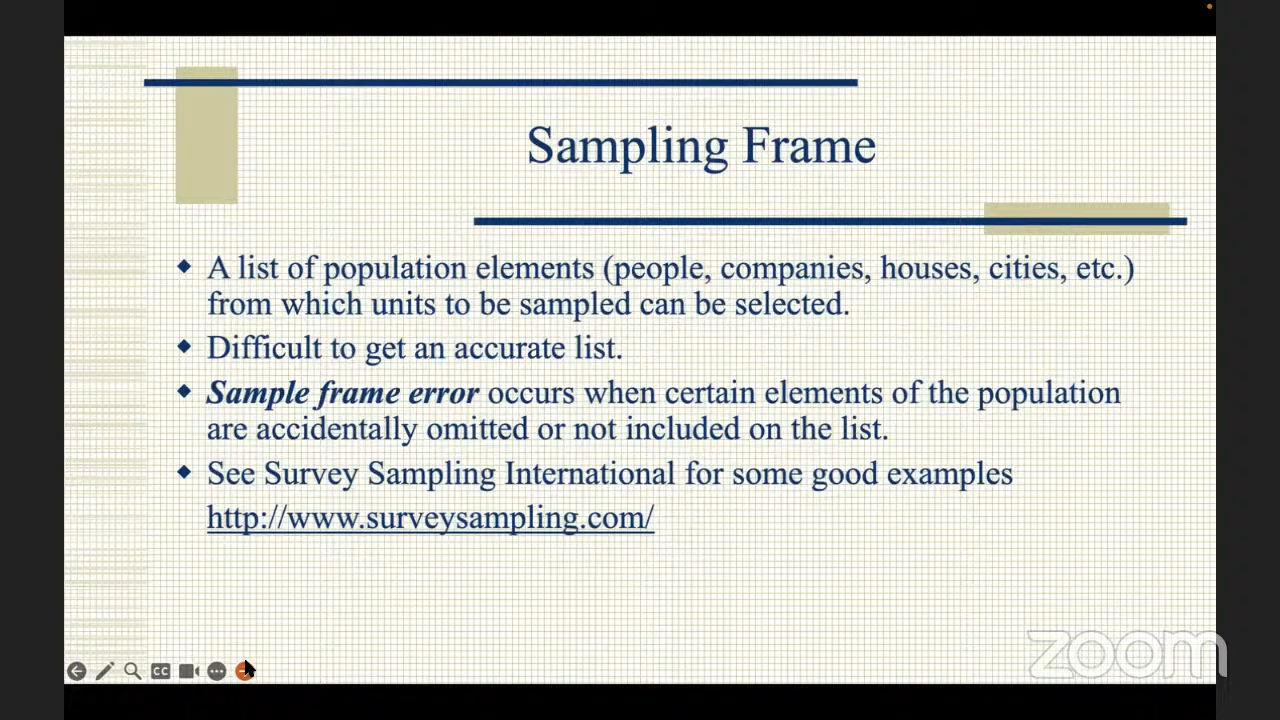 Sampling Frame
A list of population elements (people, companies, houses, cities, etc.)
from which units to be sampled can be selected.
Difficult to get an accurate list.
Sample frame error occurs when certain elements of the population
are accidentally omitted or not included on the list.
See Survey Sampling International for some good examples
http://www.surveysampling.com/
zoom
CC